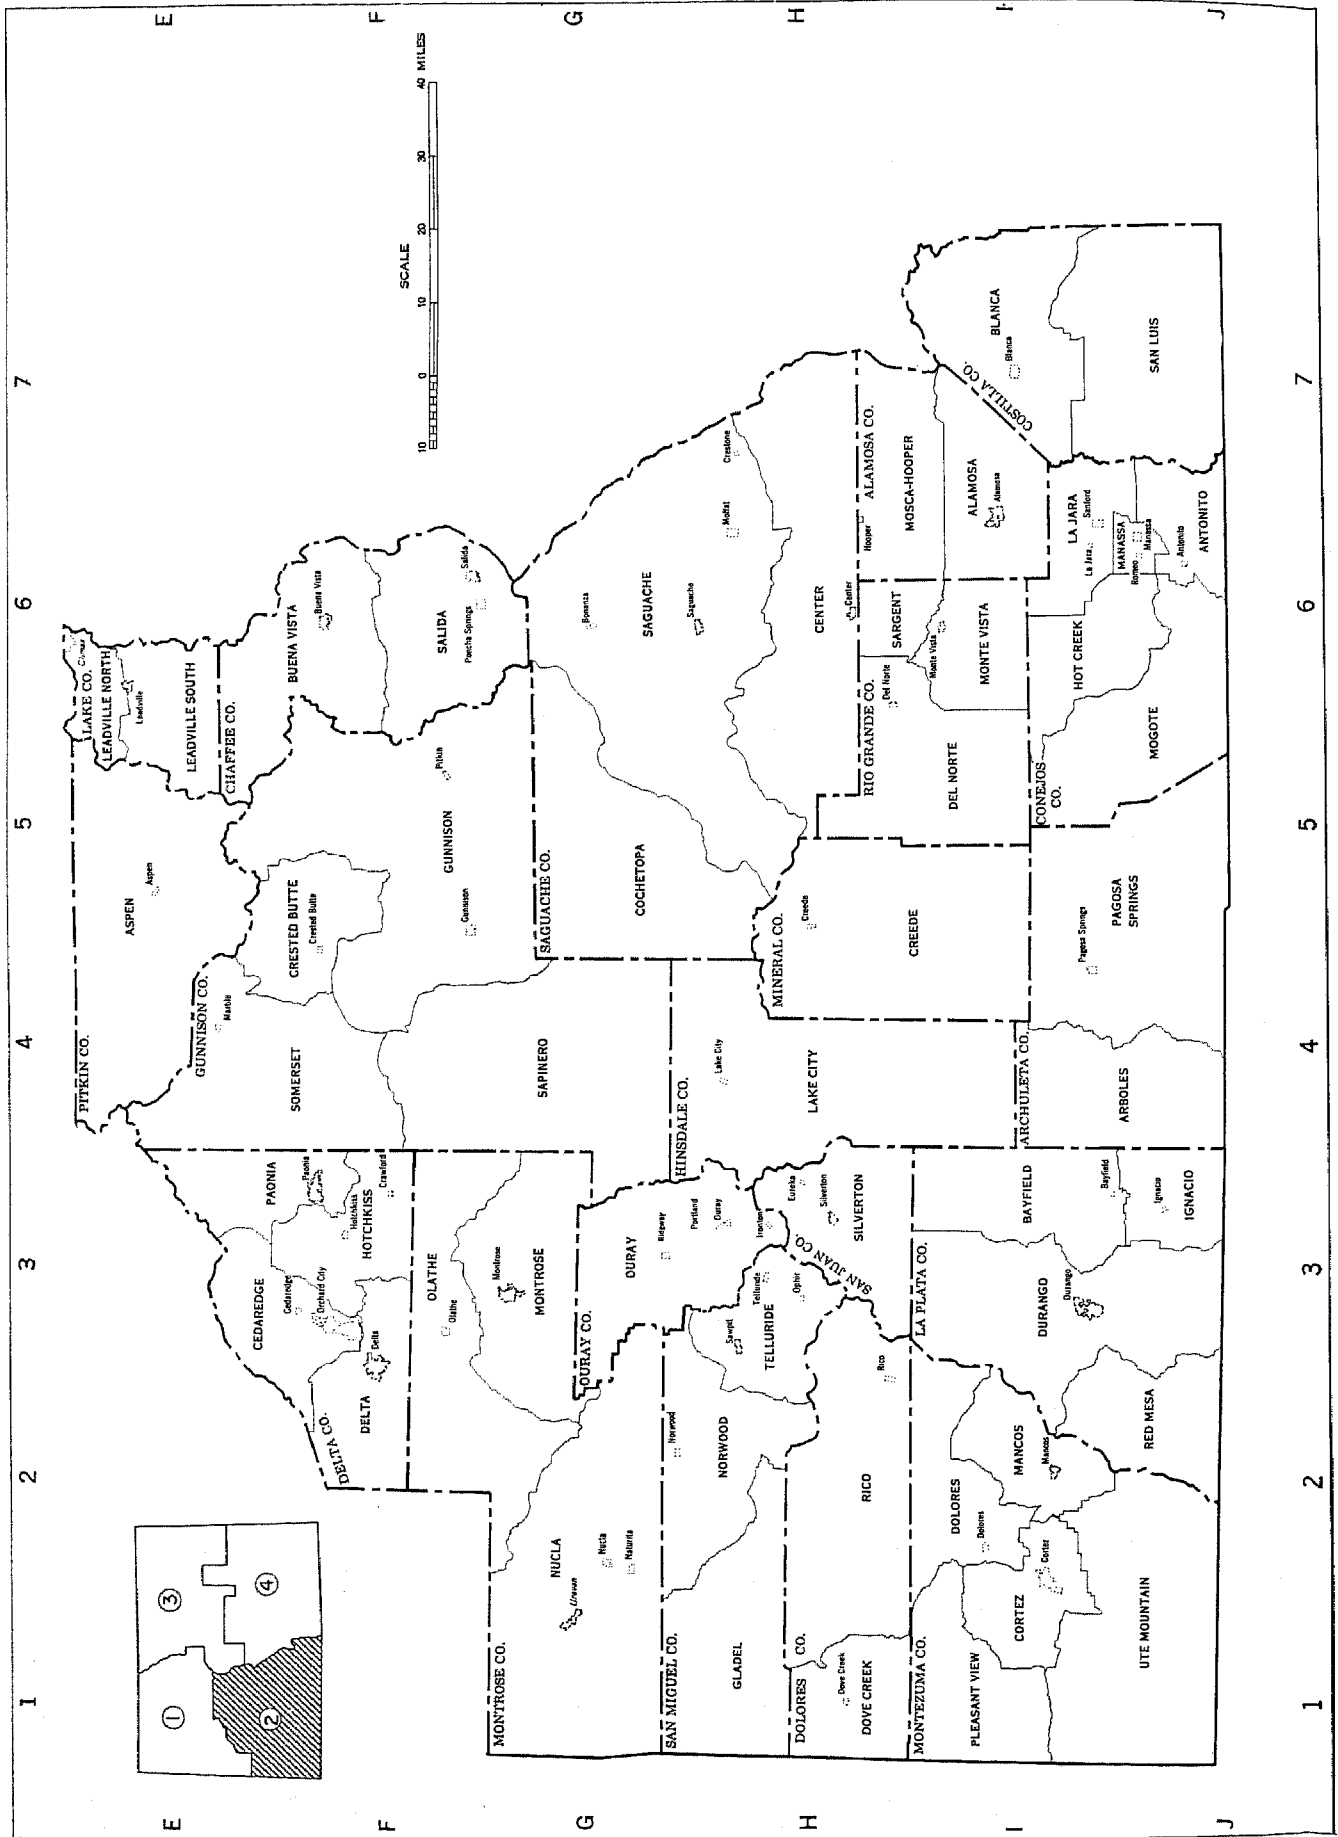 E
F
G
H
I
J
7
6
5
4
3
2
1
SCALE
10
0
10
20
30
40 MILES
①
②
③
④
PITKIN CO.
ASPEN
Aspen
LAKE CO.
Climax
LEADVILLE NORTH
Leadville
LEADVILLE SOUTH
CHAFFEE CO.
BUENA VISTA
Buena Vista
SALIDA
Poncha Springs
Salida
GUNNISON CO.
Marble
SOMERSET
CRESTED BUTTE
Crested Butte
GUNNISON
Gunnison
Pitkin
SAPINERO
DELTA CO.
CEDAREDGE
Cedaredge
Orchard City
DELTA
Delta
PAONIA
Paonia
HOTCHKISS
Hotchkiss
Crawford
MONTROSE CO.
OLATHE
Olathe
MONTROSE
Montrose
NUCLA
Uravan
Nucla
Naturita
OURAY CO.
OURAY
Ridgway
Portland
Ouray
Ironton
SAN MIGUEL CO.
GLADEL
NORWOOD
Norwood
TELLURIDE
Sawpit
Telluride
Ophir
SAGUACHE CO.
COCHETOPA
SAGUACHE
Bonanza
Saguache
Moffat
Crestone
CENTER
Center
HINSDALE CO.
Lake City
LAKE CITY
MINERAL CO.
Creede
CREEDE
SAN JUAN CO.
Eureka
Silverton
SILVERTON
DOLORES CO.
Dove Creek
DOVE CREEK
RICO
Rico
RIO GRANDE CO.
Del Norte
DEL NORTE
SARGENT
Monte Vista
MONTE VISTA
ALAMOSA CO.
Hooper
MOSCA-HOOPER
ALAMOSA
Alamosa
COSTILLA CO.
BLANCA
Blanca
SAN LUIS
MONTEZUMA CO.
PLEASANT VIEW
DOLORES
Dolores
CORTEZ
Cortez
MANCOS
Mancos
UTE MOUNTAIN
LA PLATA CO.
DURANGO
Durango
BAYFIELD
Bayfield
IGNACIO
Ignacio
RED MESA
ARCHULETA CO.
ARBOLES
PAGOSA
SPRINGS
Pagosa Springs
CONEJOS
CO.
HOT CREEK
MOGOTE
LA JARA
La Jara
Sanford
MANASSA
Manassa
Romeo
ANTONITO
Antonito
E
F
G
H
I
J
1
2
3
4
5
6
7